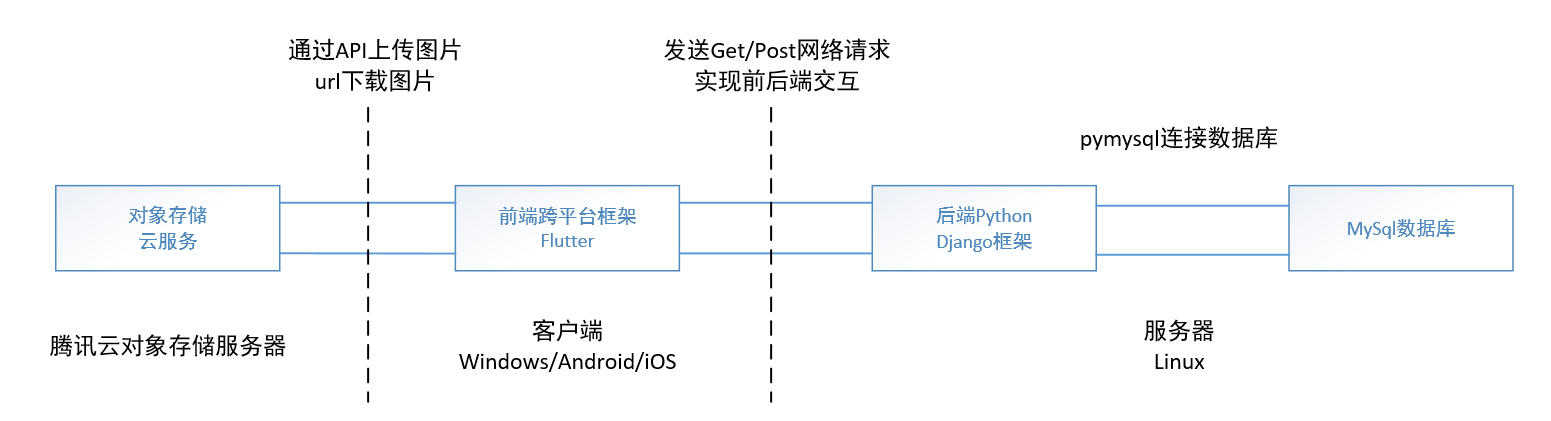 通过API上传图片
url下载图片
发送Get/Post网络请求
实现前后端交互
pymysql连接数据库
对象存储
云服务
前端跨平台框架
Flutter
后端Python
Django框架
MySql数据库
腾讯云对象存储服务器
客户端
Windows/Android/iOS
服务器
Linux